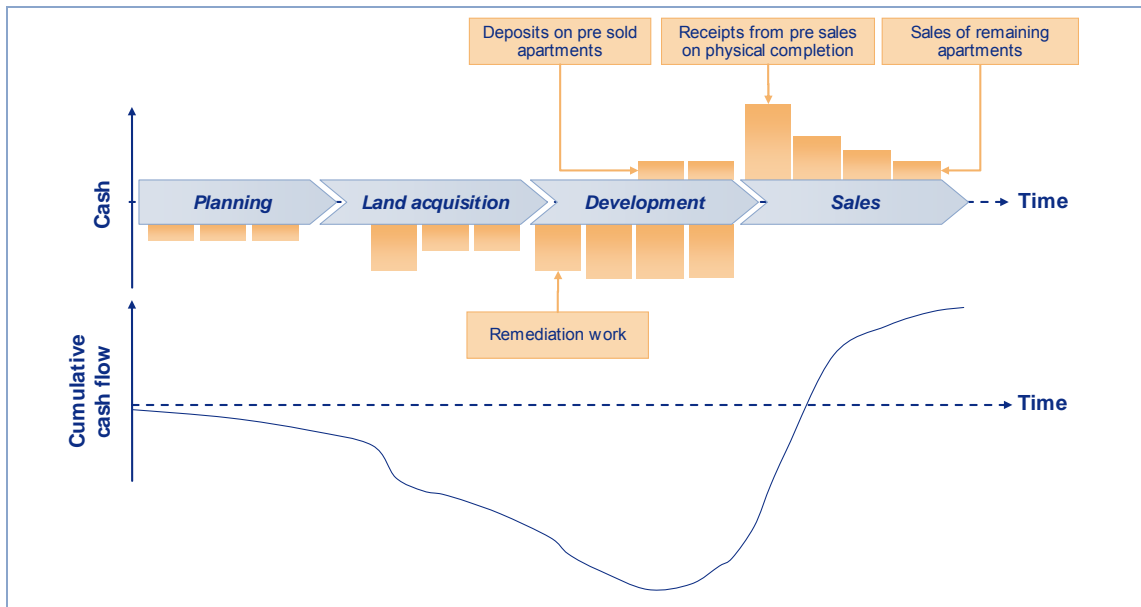 Deposits on pre sold
apartments
Receipts from pre sales
on physical completion
Sales of remaining
apartments
Cash
Planning
Land acquisition
Development
Sales
Time
Remediation work
Cumulative
cash flow
Time